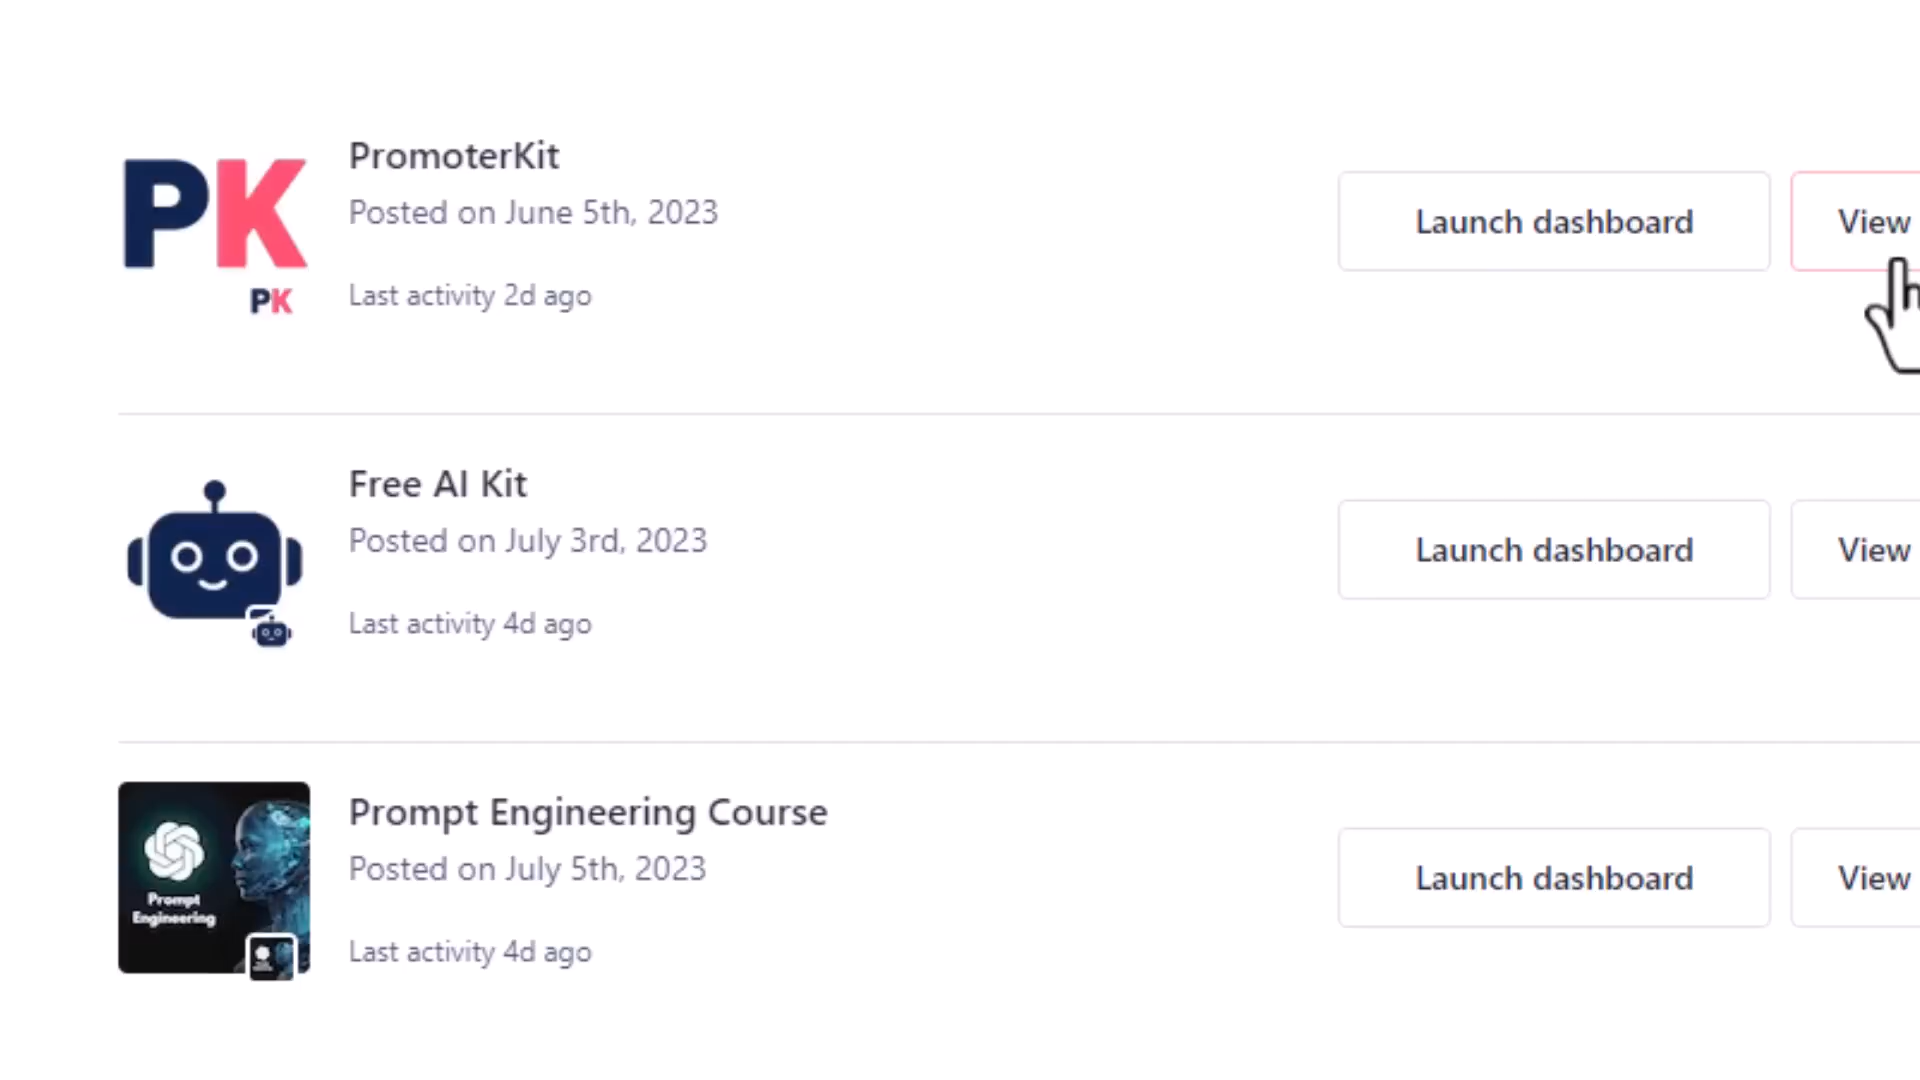 PK
PK
PromoterKit
Posted on June 5th, 2023
Last activity 2d ago
Launch dashboard
View
Free AI Kit
Posted on July 3rd, 2023
Last activity 4d ago
Launch dashboard
View
Prompt
Engineering
Prompt Engineering Course
Posted on July 5th, 2023
Last activity 4d ago
Launch dashboard
View